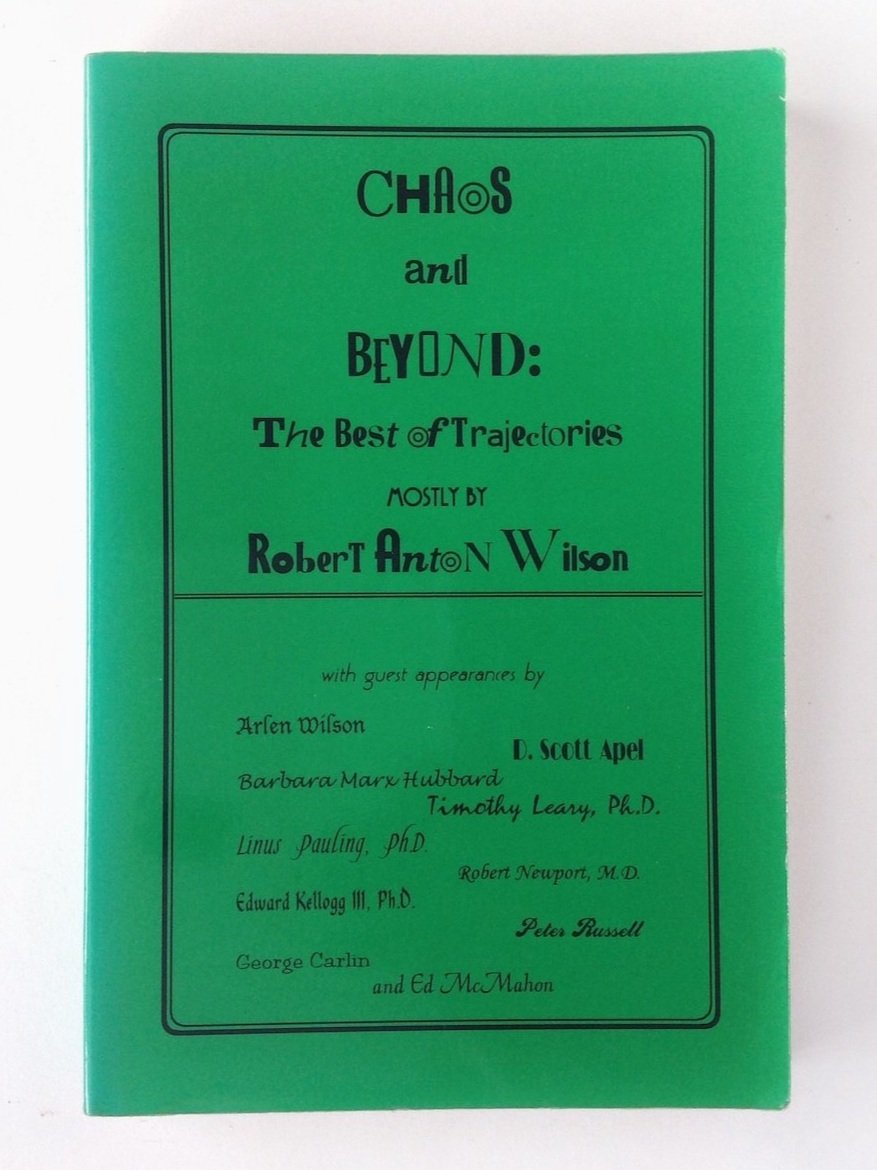 CHAOS
and
BEYOND:
The Best of Trajectories
MOSTLY BY
Robert Anton Wilson
with guest appearances by
Arlen Wilson
D. Scott Apel
Barbara Marx Hubbard
Timothy Leary, Ph.D.
Linus Pauling, Ph.D.
Robert Newport, M.D.
Edward Kellogg III, Ph.D.
Peter Russell
George Carlin
and Ed McMahon